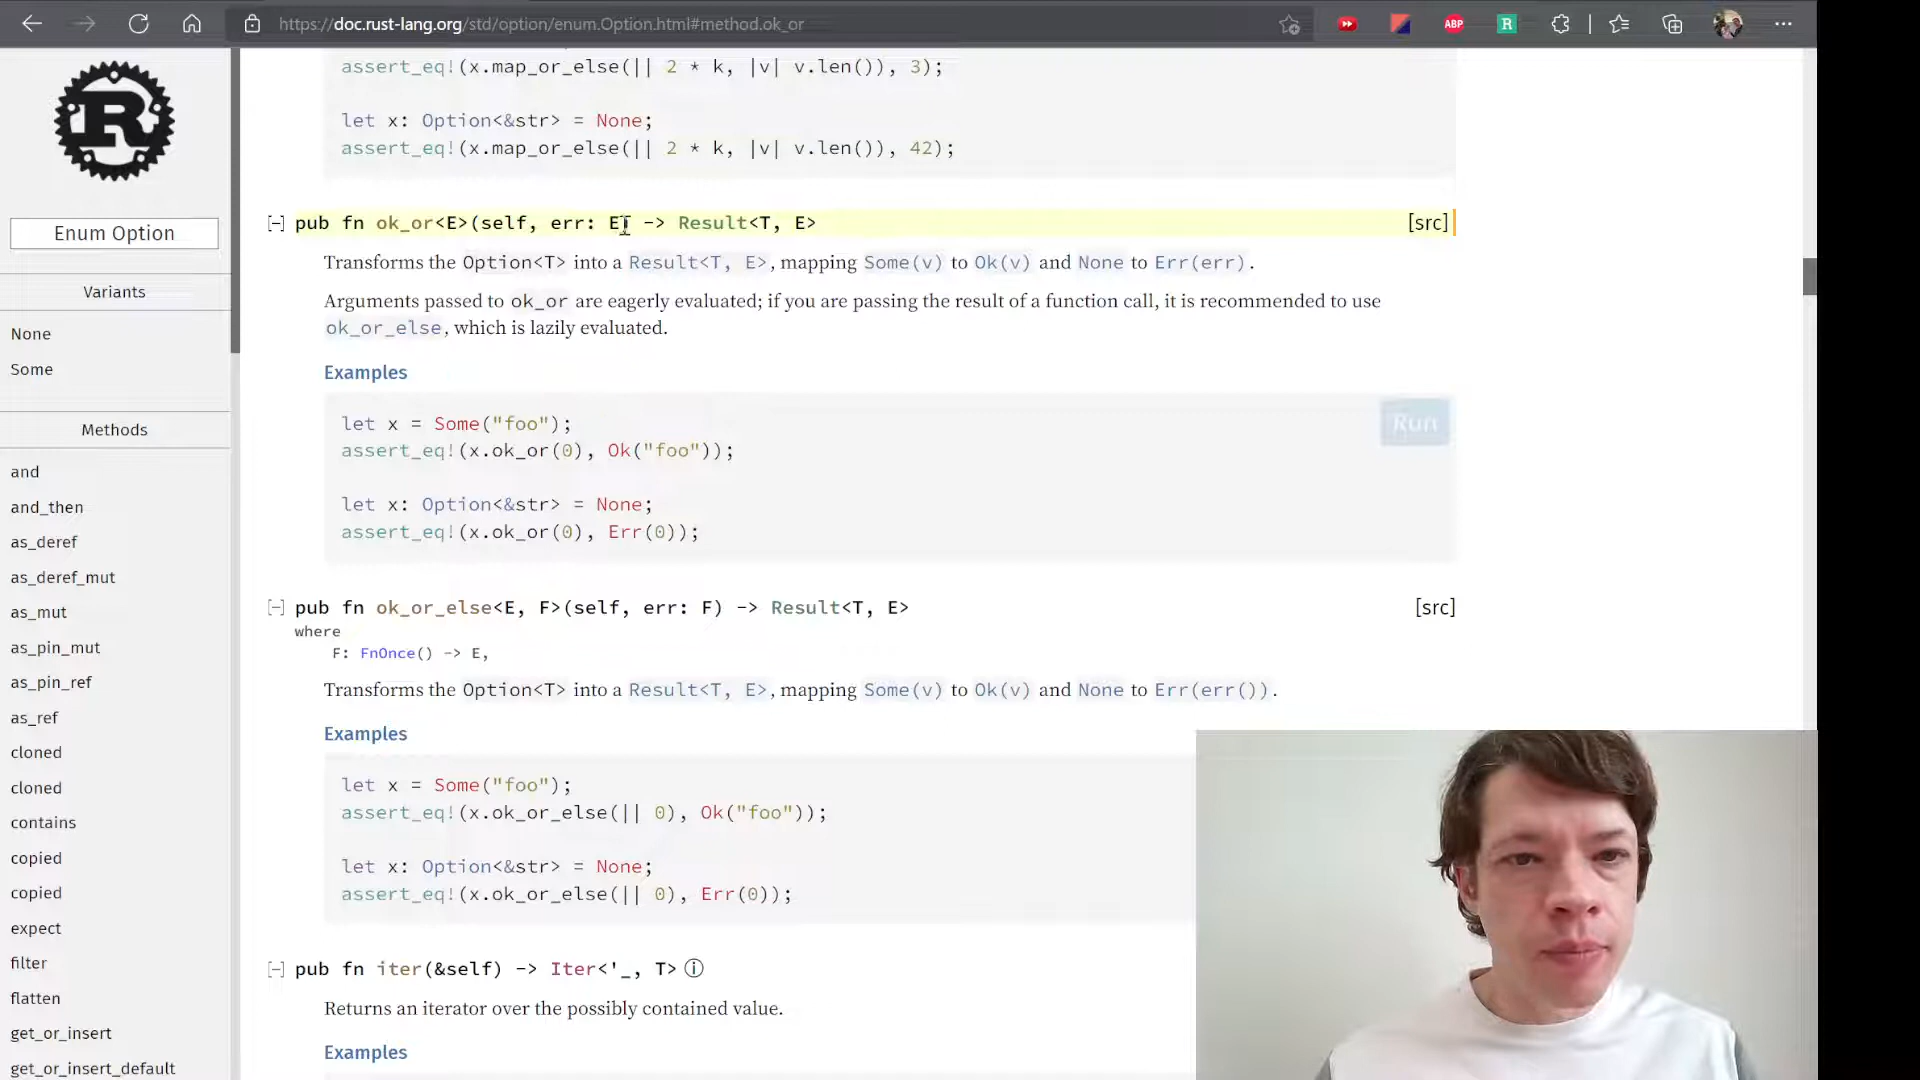 https://doc.rust-lang.org/std/option/enum.Option.html#method.ok_or
ABP
R
R
Enum Option
Variants
None
Some
Methods
and
and_then
as_deref
as_deref_mut
as_mut
as_pin_mut
as_pin_ref
as_ref
cloned
cloned
contains
copied
copied
expect
filter
flatten
get_or_insert
get_or_insert_default
assert_eq!(x.map_or_else(|| 2 * k, |v| v.len()), 3);
let x: Option<&str> = None;
assert_eq!(x.map_or_else(|| 2 * k, |v| v.len()), 42);
[-] pub fn ok_or<E>(self, err: E) -> Result<T, E> [src]
Transforms the Option<T> into a Result<T, E>, mapping Some(v) to Ok(v) and None to Err(err).
Arguments passed to ok_or are eagerly evaluated; if you are passing the result of a function call, it is recommended to use
ok_or_else, which is lazily evaluated.
Examples
Run
let x = Some("foo");
assert_eq!(x.ok_or(0), Ok("foo"));
let x: Option<&str> = None;
assert_eq!(x.ok_or(0), Err(0));
[-] pub fn ok_or_else<E, F>(self, err: F) -> Result<T, E> [src]
where
F: FnOnce() -> E,
Transforms the Option<T> into a Result<T, E>, mapping Some(v) to Ok(v) and None to Err(err()).
Examples
let x = Some("foo");
assert_eq!(x.ok_or_else(|| 0), Ok("foo"));
let x: Option<&str> = None;
assert_eq!(x.ok_or_else(|| 0), Err(0));
[-] pub fn iter(&self) -> Iter<'_, T> ⓘ
Returns an iterator over the possibly contained value.
Examples